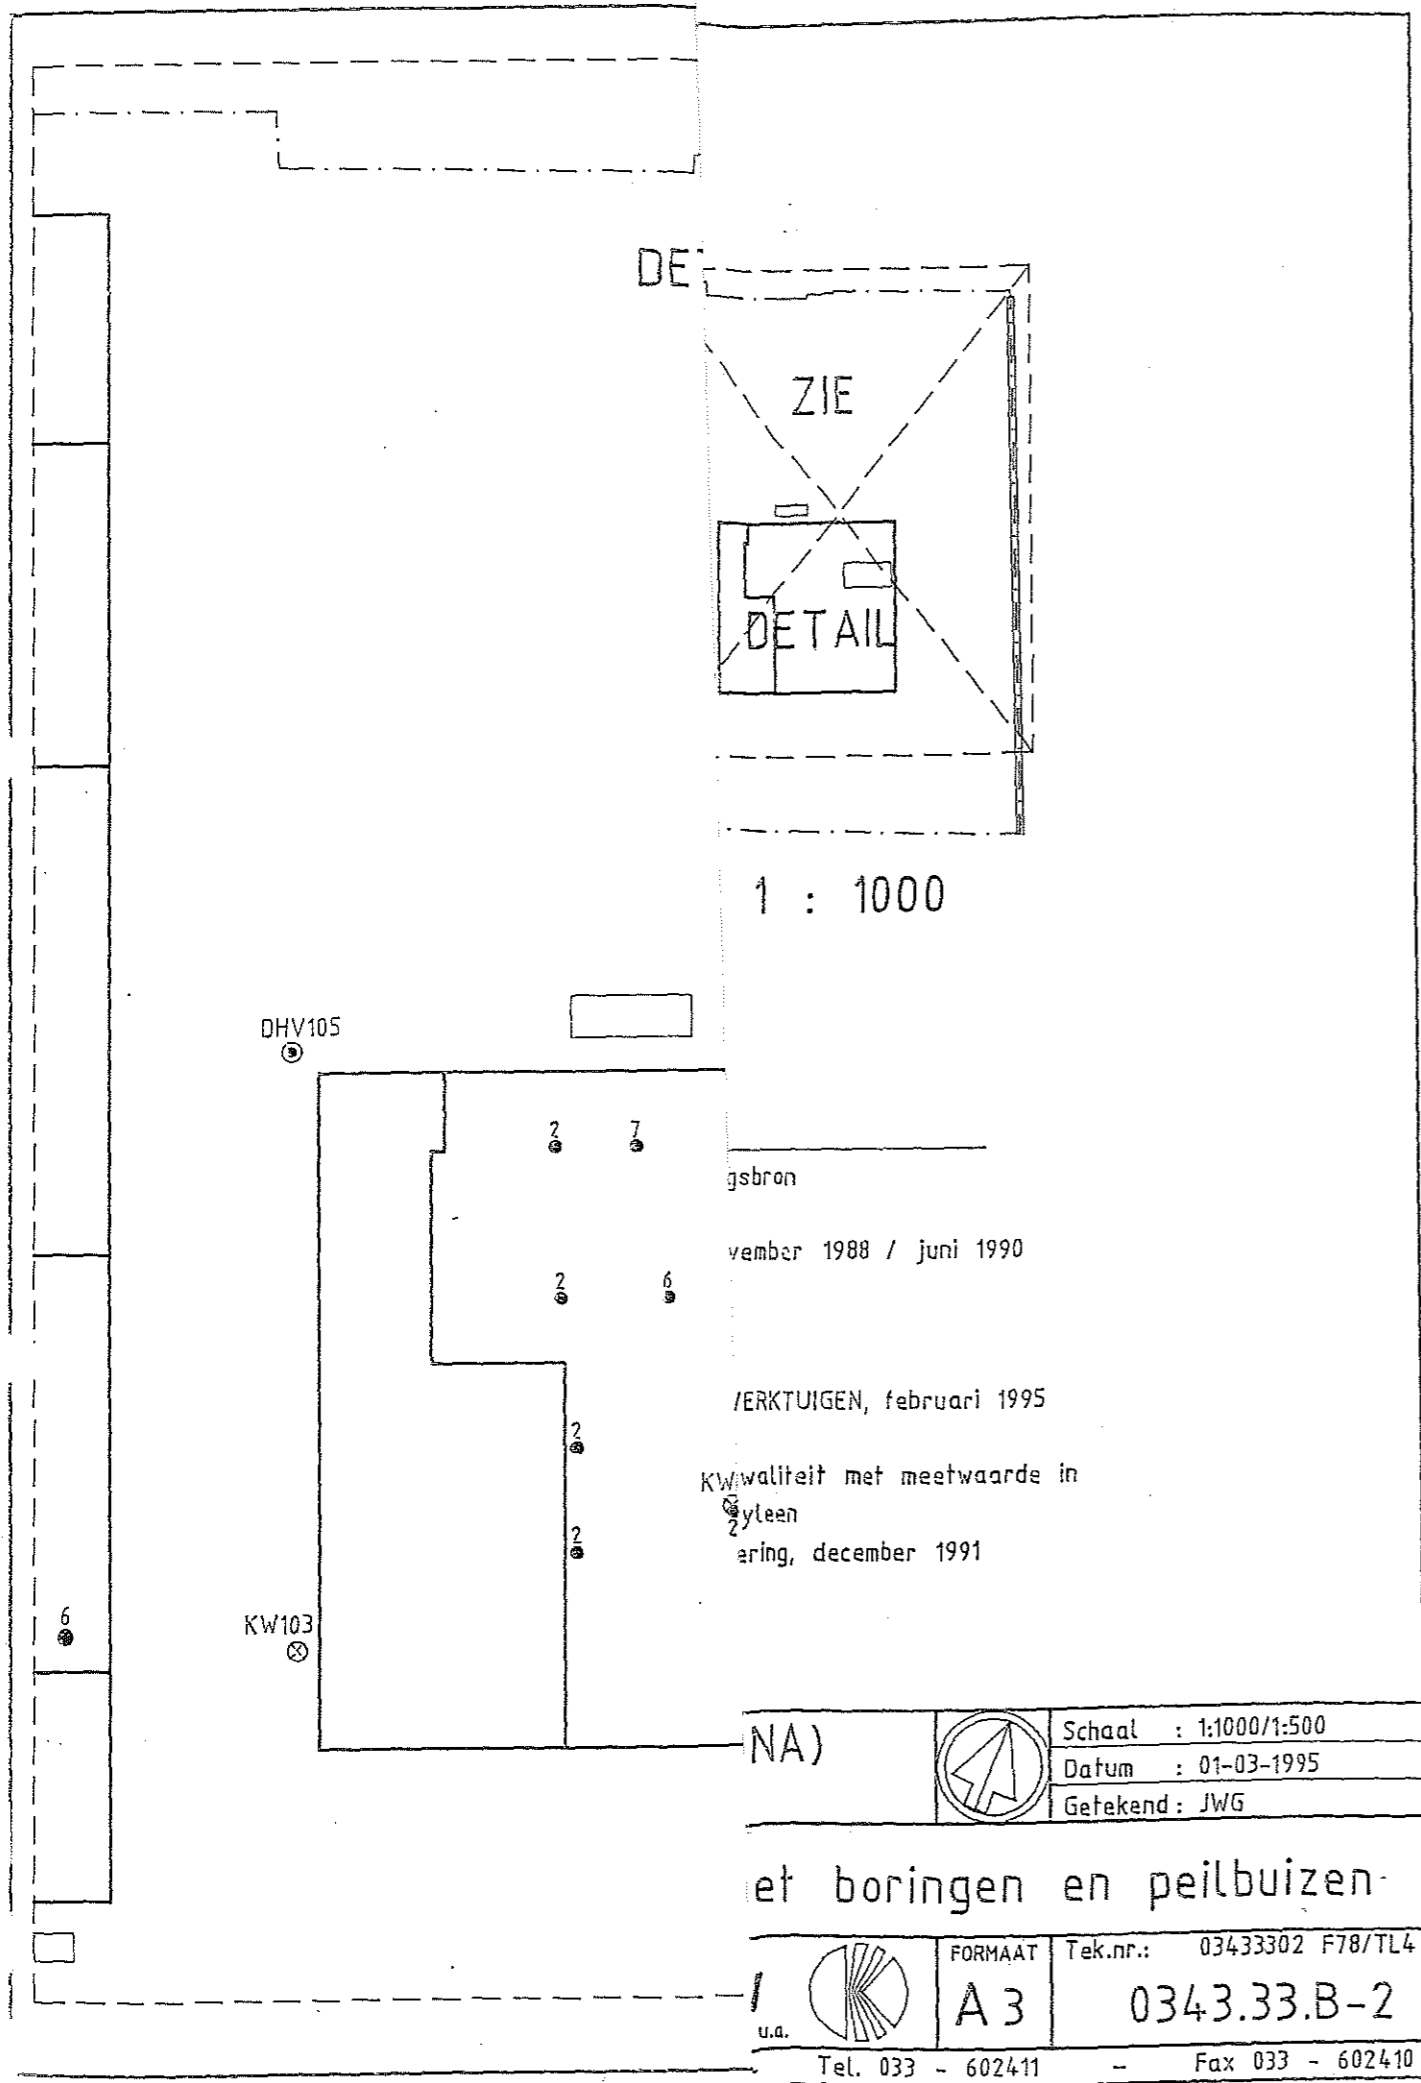 DE
ZIE
DETAIL
1 : 1000
DHV105
2
7
gsbron
vember 1988 / juni 1990
2
6
/ERKTUIGEN, februari 1995
2
KW
waliteit met meetwaarde in
yleen
2
2
ering, december 1991
6
KW103
NA)
Schaal : 1:1000/1:500
Datum : 01-03-1995
Getekend : JWG
et boringen en peilbuizen
u.a.
FORMAAT
A 3
Tek.nr.: 03433302 F78/TL4
0343.33.B-2
Tel. 033 - 602411 - Fax 033 - 602410